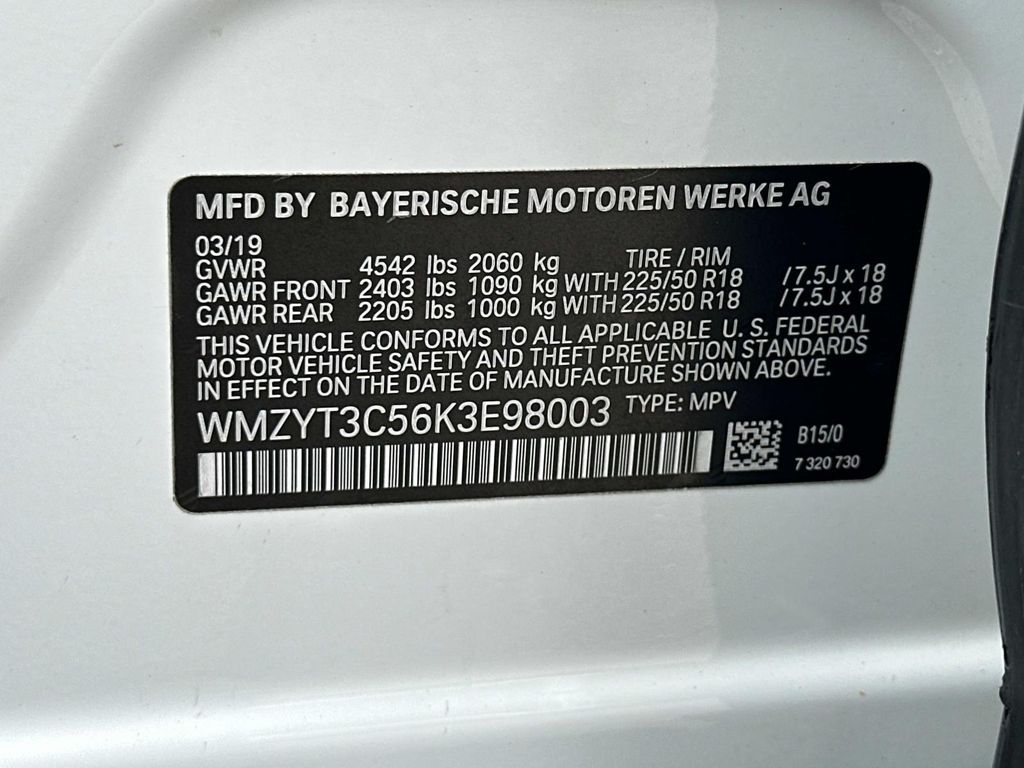 MFD BY BAYERISCHE MOTOREN WERKE AG
03/19
GVWR 4542 lbs 2060 kg TIRE / RIM
GAWR FRONT 2403 lbs 1090 kg WITH 225/50 R18 /7.5J x 18
GAWR REAR 2205 lbs 1000 kg WITH 225/50 R18 /7.5J x 18
THIS VEHICLE CONFORMS TO ALL APPLICABLE U. S. FEDERAL
MOTOR VEHICLE SAFETY AND THEFT PREVENTION STANDARDS
IN EFFECT ON THE DATE OF MANUFACTURE SHOWN ABOVE.
WMZYT3C56K3E98003 TYPE: MPV
B15/0
7 320 730